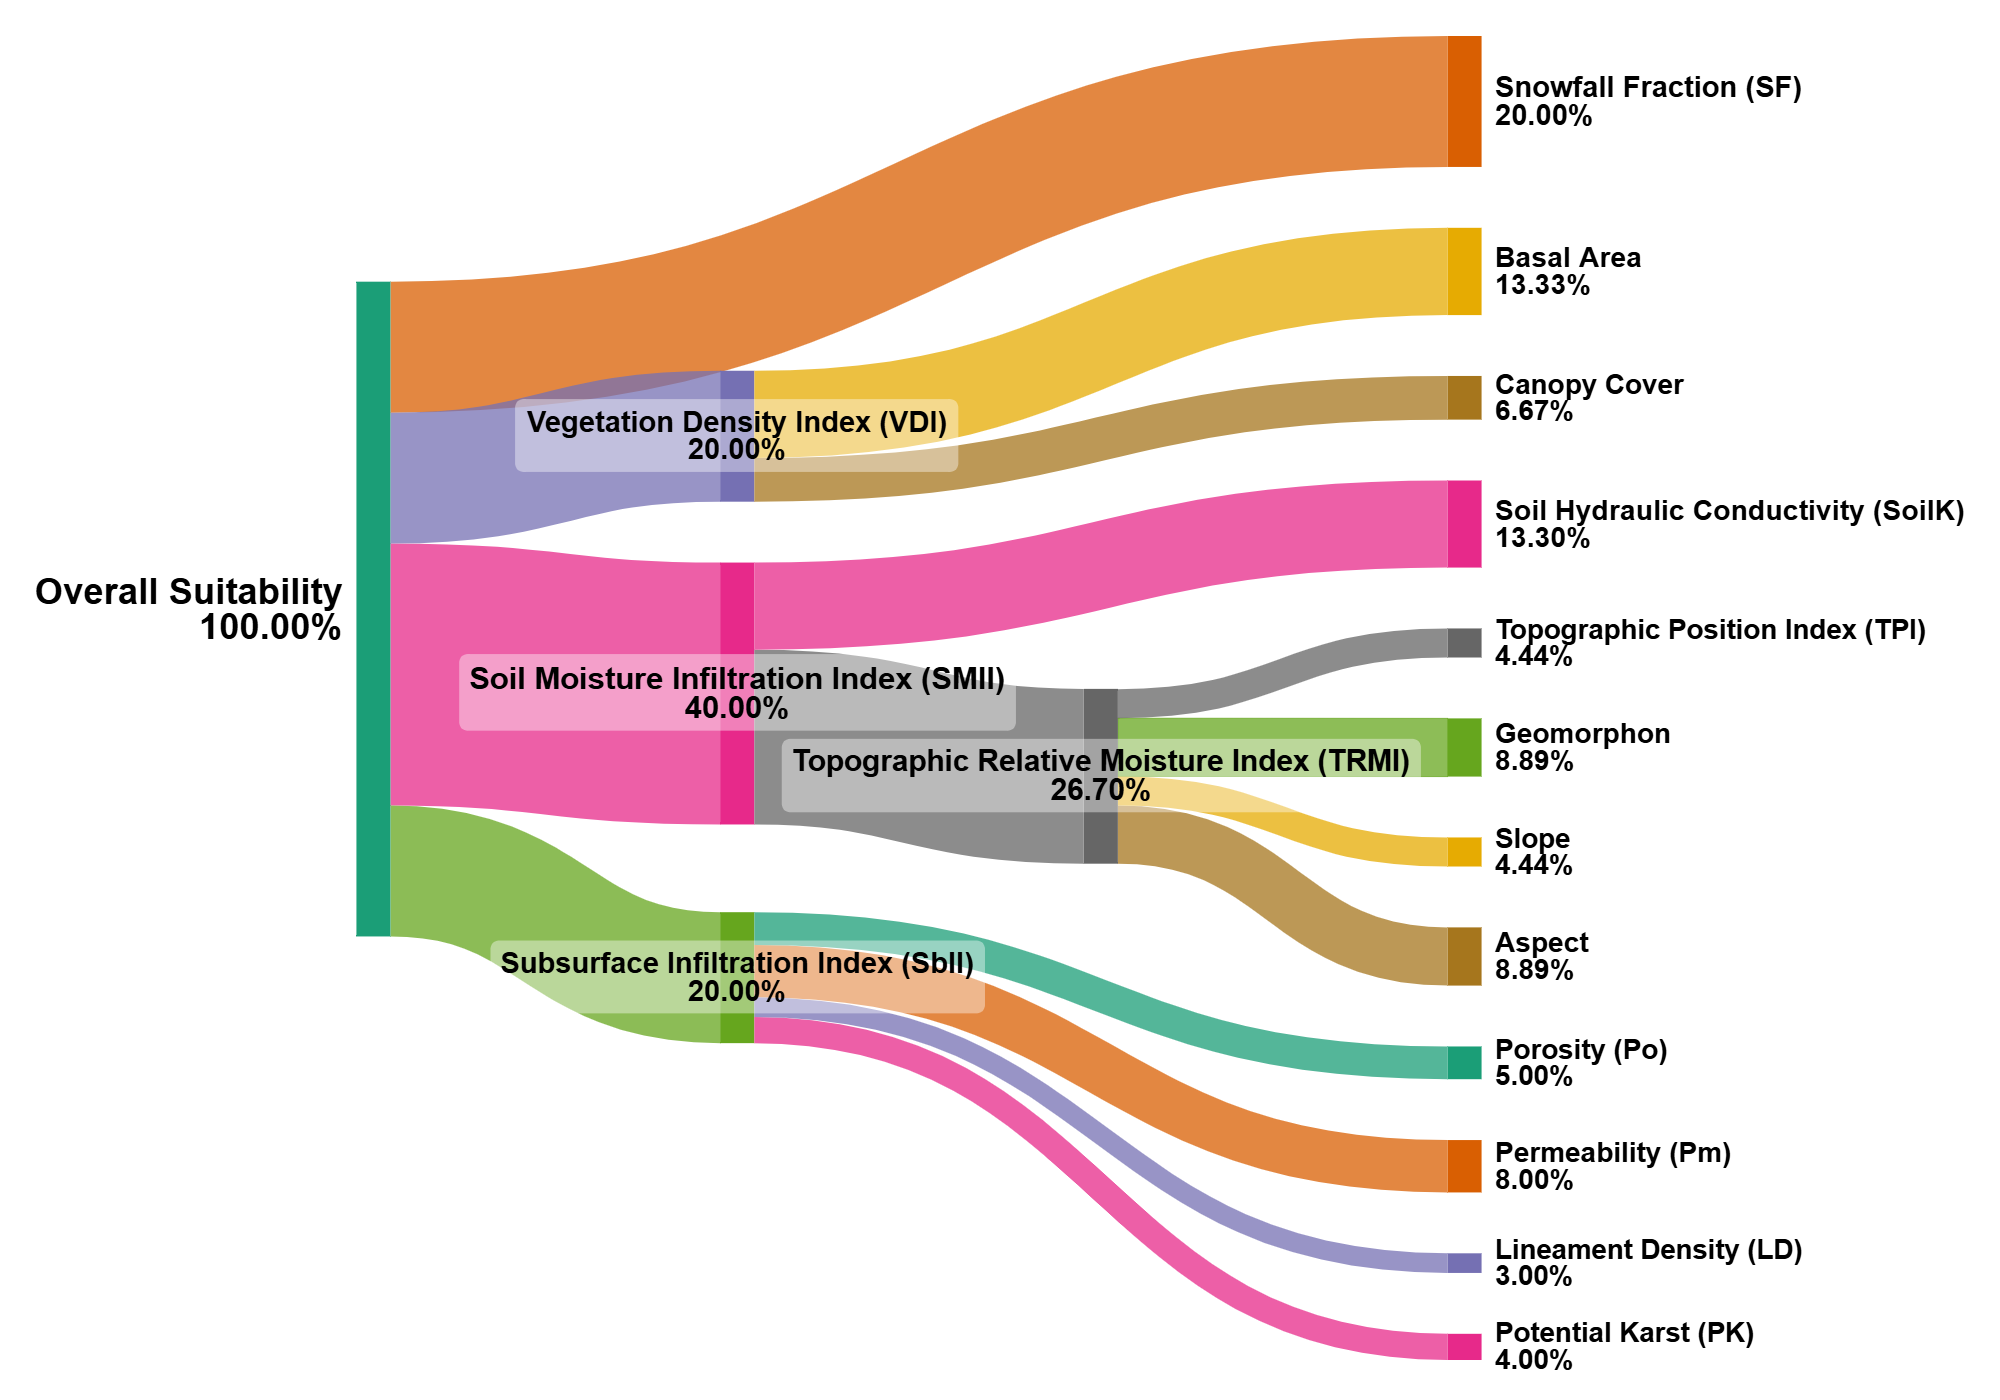 Snowfall Fraction (SF)
20.00%
Basal Area
13.33%
Canopy Cover
6.67%
Vegetation Density Index (VDI)
20.00%
Soil Hydraulic Conductivity (SoilK)
13.30%
Overall Suitability
100.00%
Topographic Position Index (TPI)
4.44%
Soil Moisture Infiltration Index (SMII)
40.00%
Geomorphon
8.89%
Topographic Relative Moisture Index (TRMI)
26.70%
Slope
4.44%
Aspect
8.89%
Subsurface Infiltration Index (SbII)
20.00%
Porosity (Po)
5.00%
Permeability (Pm)
8.00%
Lineament Density (LD)
3.00%
Potential Karst (PK)
4.00%